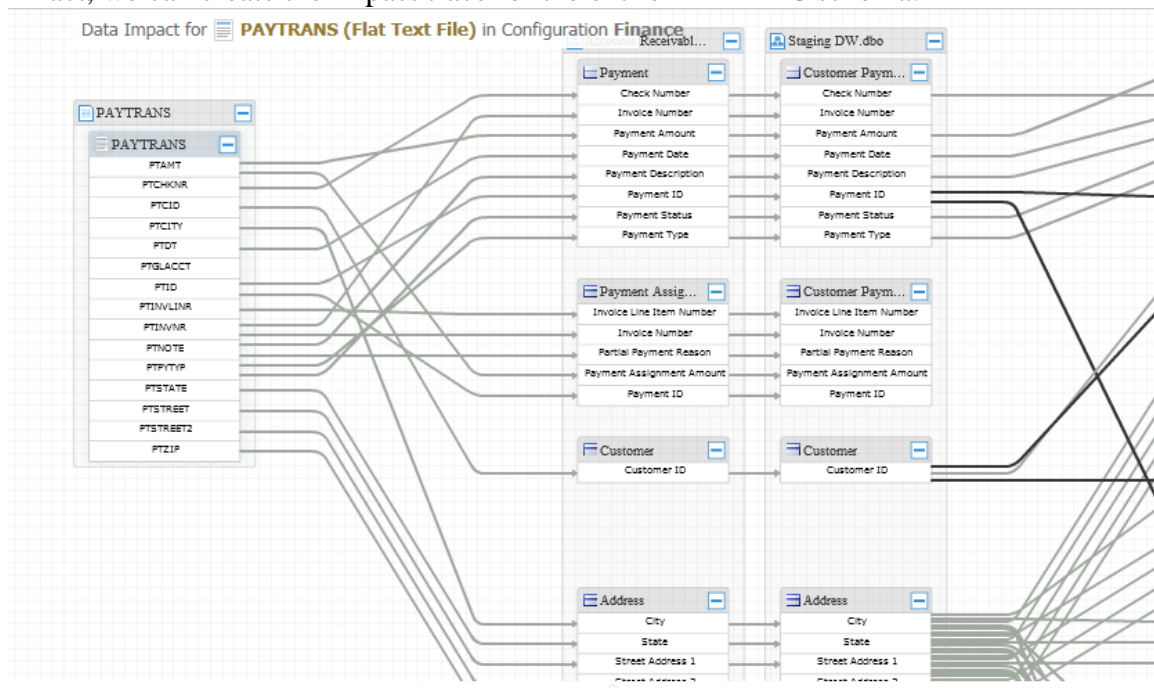 Data Impact for PAYTRANS (Flat Text File) in Configuration Finance
PAYTRANS
PAYTRANS
PTAMT
PTCHKNR
PTCID
PTCITY
PTDT
PTGLACCT
PTID
PTINVLINR
PTINVNR
PTNOTE
PTPYTYP
PTSTATE
PTSTREET
PTSTREET2
PTZIP
Receivabl...
Payment
Check Number
Invoice Number
Payment Amount
Payment Date
Payment Description
Payment ID
Payment Status
Payment Type
Payment Assig...
Invoice Line Item Number
Invoice Number
Partial Payment Reason
Payment Assignment Amount
Payment ID
Customer
Customer ID
Address
City
State
Street Address 1
Staging DW.dbo
Customer Paym...
Check Number
Invoice Number
Payment Amount
Payment Date
Payment Description
Payment ID
Payment Status
Payment Type
Customer Paym...
Invoice Line Item Number
Invoice Number
Partial Payment Reason
Payment Assignment Amount
Payment ID
Customer
Customer ID
Address
City
State
Street Address 1